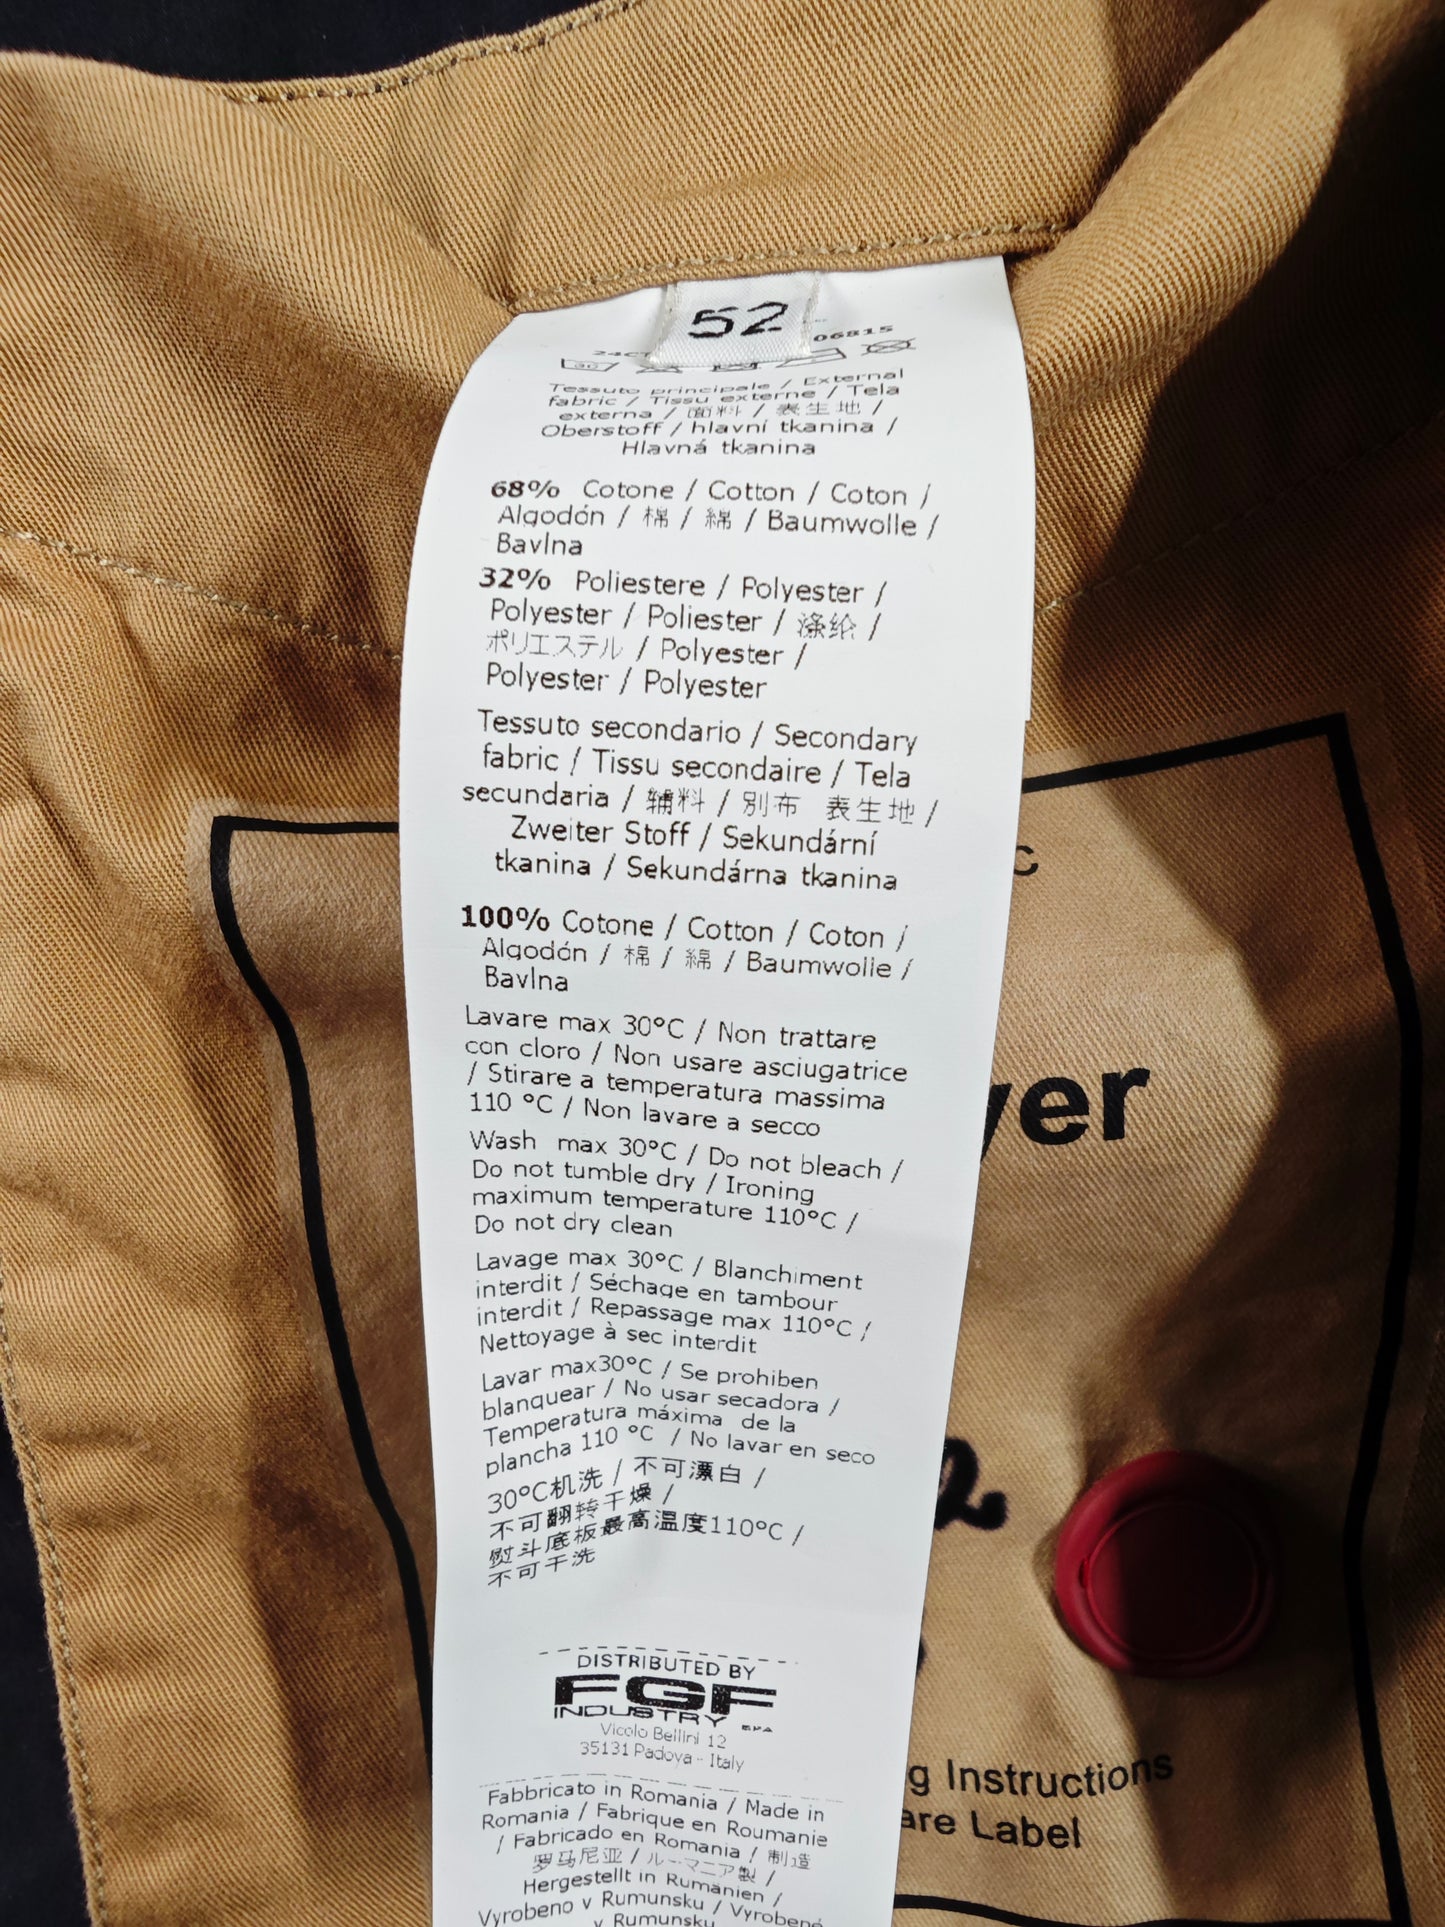 52
06815
30
Tessuto principale / External
fabric / Tissu externe / Tela
externa / 面料 / 表生地 /
Oberstoff / hlavní tkanina /
Hlavná tkanina
68% Cotone / Cotton / Coton /
Algodón / 棉 / 綿 / Baumwolle /
Bavlna
32% Poliestere / Polyester /
Polyester / Poliester / 涤纶 /
ポリエステル / Polyester /
Polyester / Polyester
Tessuto secondario / Secondary
fabric / Tissu secondaire / Tela
secundaria / 辅料 / 別布 表生地 /
Zweiter Stoff / Sekundární
tkanina / Sekundárna tkanina
100% Cotone / Cotton / Coton /
Algodón / 棉 / 綿 / Baumwolle /
Bavlna
Lavare max 30°C / Non trattare
con cloro / Non usare asciugatrice
/ Stirare a temperatura massima
110 °C / Non lavare a secco
Wash max 30°C / Do not bleach /
Do not tumble dry / Ironing
maximum temperature 110°C /
Do not dry clean
Lavage max 30°C / Blanchiment
interdit / Séchage en tambour
interdit / Repassage max 110°C /
Nettoyage à sec interdit
Lavar max30°C / Se prohiben
blanquear / No usar secadora /
Temperatura máxima de la
plancha 110 °C / No lavar en seco
30°C机洗 / 不可漂白 /
不可翻转干燥 /
熨斗底板最高温度110°C /
不可干洗
DISTRIBUTED BY
FGF
INDUSTRY SPA
Vicolo Bellini 12
35131 Padova - Italy
Fabbricato in Romania / Made in
Romania / Fabrique en Roumanie
/ Fabricado en Romania / 制造
罗马尼亚 / ルーマニア製 /
Hergestellt in Rumänien /
Vyrobeno v Rumunsku / Vyrobené
v Rumunsku
c
yer
g Instructions
are Label